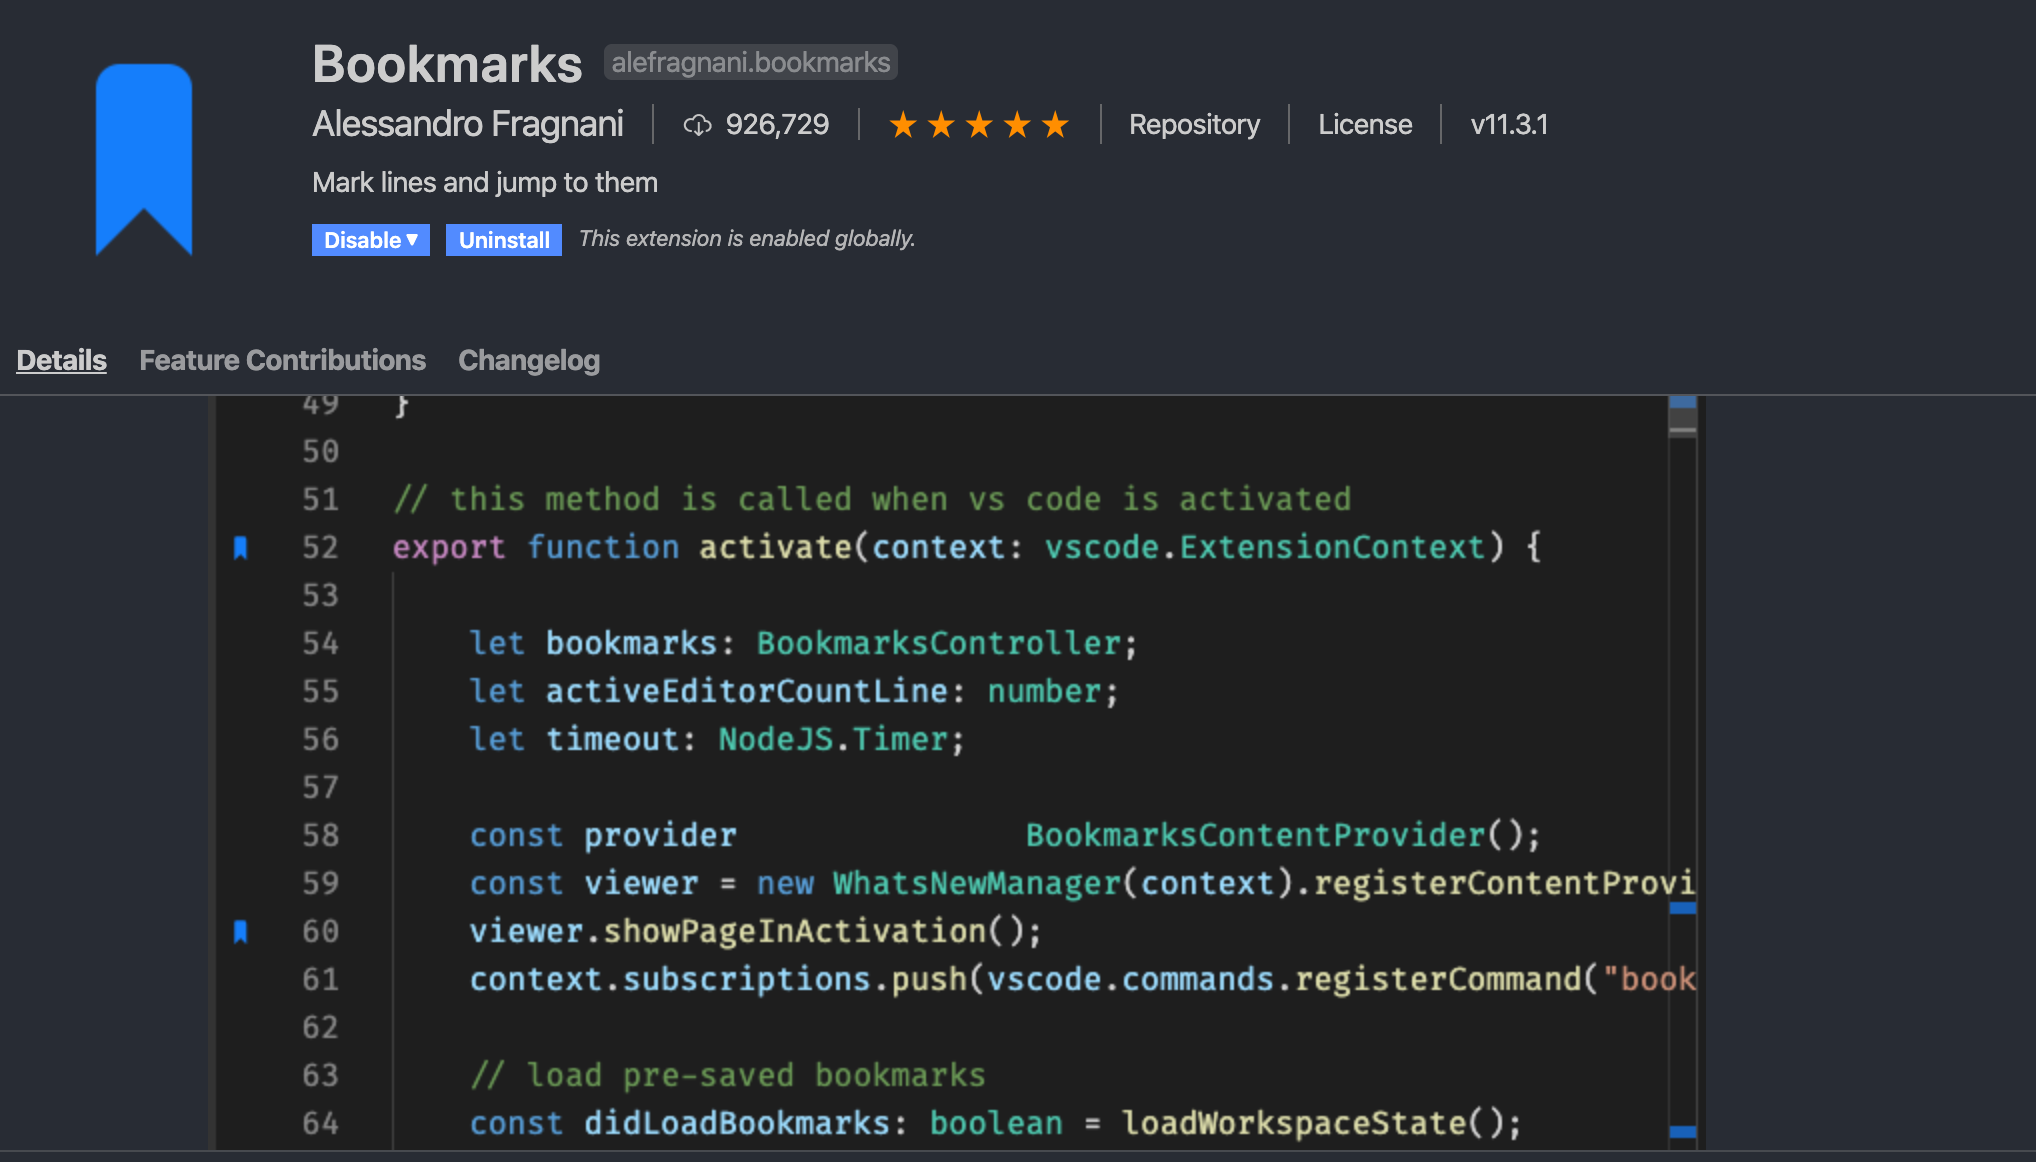 Bookmarks alefragnani.bookmarks
Alessandro Fragnani 926,729 ★★★★★ Repository License v11.3.1
Mark lines and jump to them
Disable ▾ Uninstall This extension is enabled globally.
Details Feature Contributions Changelog
49 }
50
51 // this method is called when vs code is activated
52 export function activate(context: vscode.ExtensionContext) {
53
54 let bookmarks: BookmarksController;
55 let activeEditorCountLine: number;
56 let timeout: NodeJS.Timer;
57
58 const provider BookmarksContentProvider();
59 const viewer = new WhatsNewManager(context).registerContentProvi
60 viewer.showPageInActivation();
61 context.subscriptions.push(vscode.commands.registerCommand("book
62
63 // load pre-saved bookmarks
64 const didLoadBookmarks: boolean = loadWorkspaceState();